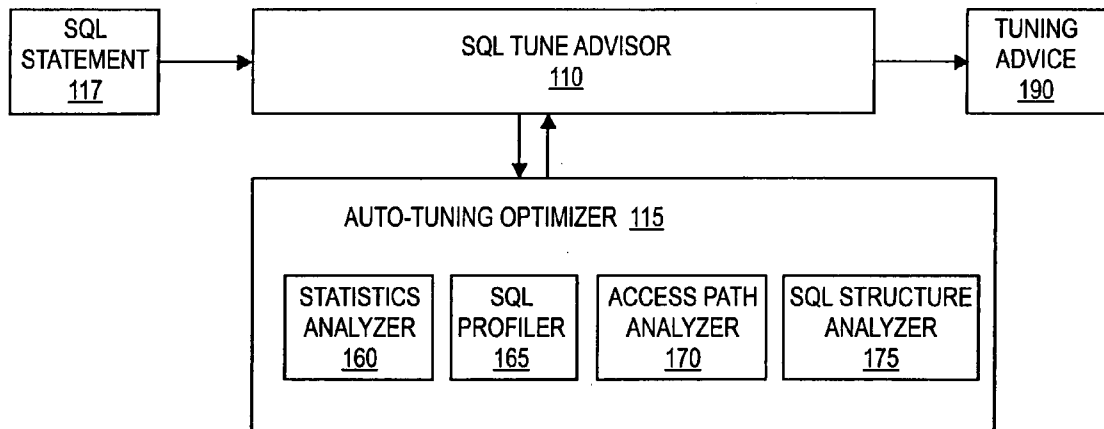 SQL
STATEMENT
117
SQL TUNE ADVISOR
110
TUNING
ADVICE
190
AUTO-TUNING OPTIMIZER 115
STATISTICS
ANALYZER
160
SQL
PROFILER
165
ACCESS PATH
ANALYZER
170
SQL STRUCTURE
ANALYZER
175